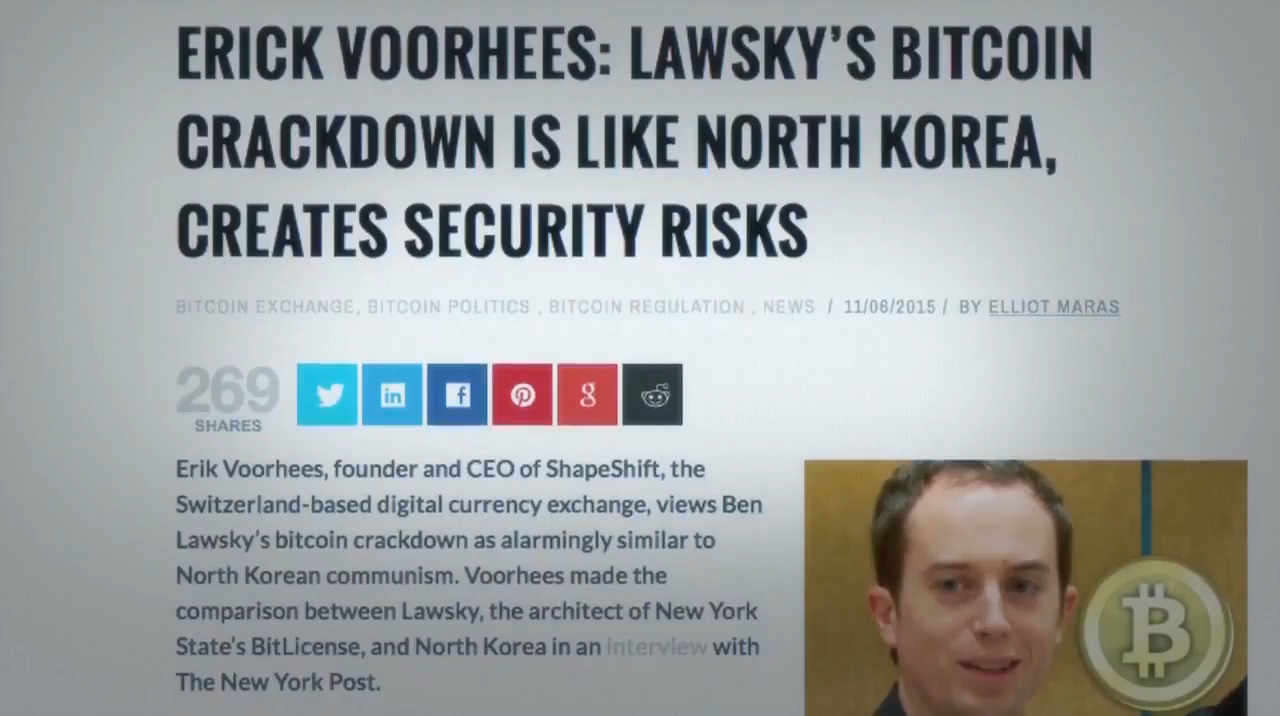 ERICK VOORHEES: LAWSKY’S BITCOIN
CRACKDOWN IS LIKE NORTH KOREA,
CREATES SECURITY RISKS
BITCOIN EXCHANGE, BITCOIN POLITICS , BITCOIN REGULATION , NEWS / 11/06/2015 / BY ELLIOT MARAS
269
SHARES
Erik Voorhees, founder and CEO of ShapeShift, the
Switzerland-based digital currency exchange, views Ben
Lawsky’s bitcoin crackdown as alarmingly similar to
North Korean communism. Voorhees made the
comparison between Lawsky, the architect of New York
State’s BitLicense, and North Korea in an interview with
The New York Post.